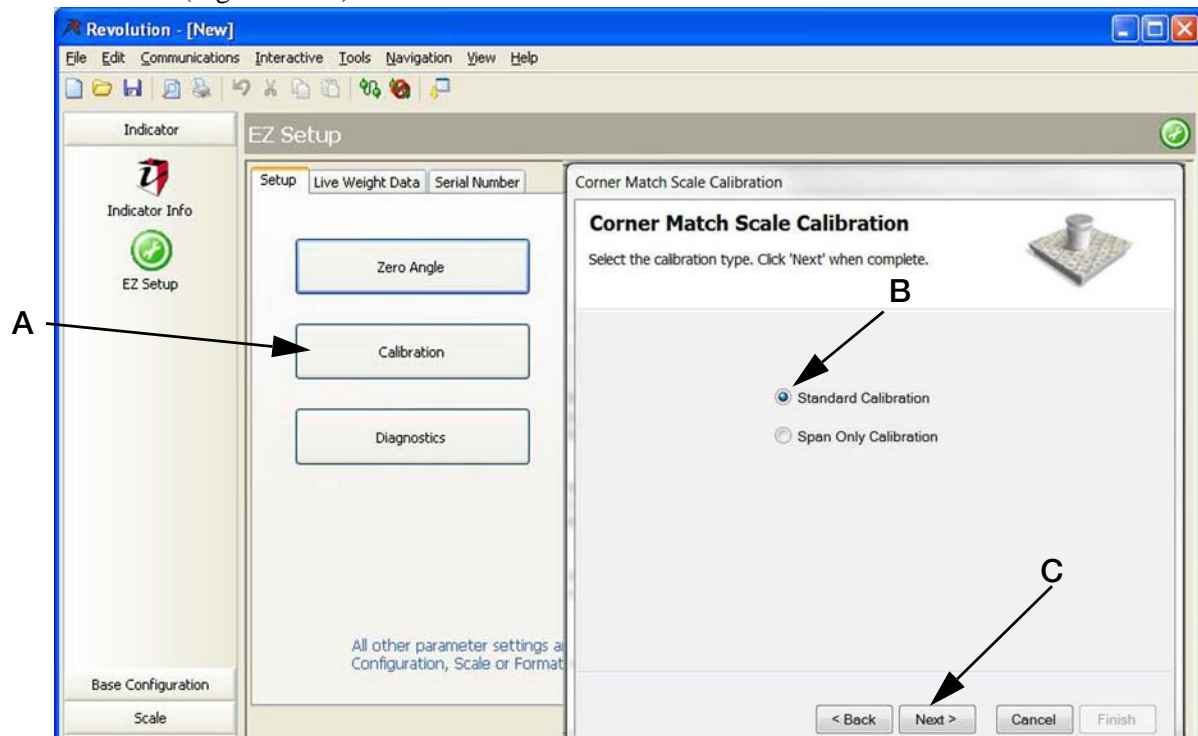 Revolution - [New]
File Edit Communications Interactive Tools Navigation View Help
Indicator
Indicator Info
EZ Setup
Base Configuration
Scale
EZ Setup
Setup Live Weight Data Serial Number
Zero Angle
A
Calibration
Diagnostics
All other parameter settings a
Configuration, Scale or Format
Corner Match Scale Calibration
Corner Match Scale Calibration
Select the calibration type. Click 'Next' when complete.
B
Standard Calibration
Span Only Calibration
C
< Back Next > Cancel Finish